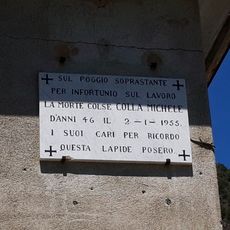 SUL POGGIO SOPRASTANTE
PER INFORTUNIO SUL LAVORO
LA MORTE COLSE COLLA MICHELE
D'ANNI 46 IL 2-1-1955.
I SUOI CARI PER RICORDO
QUESTA LAPIDE POSERO